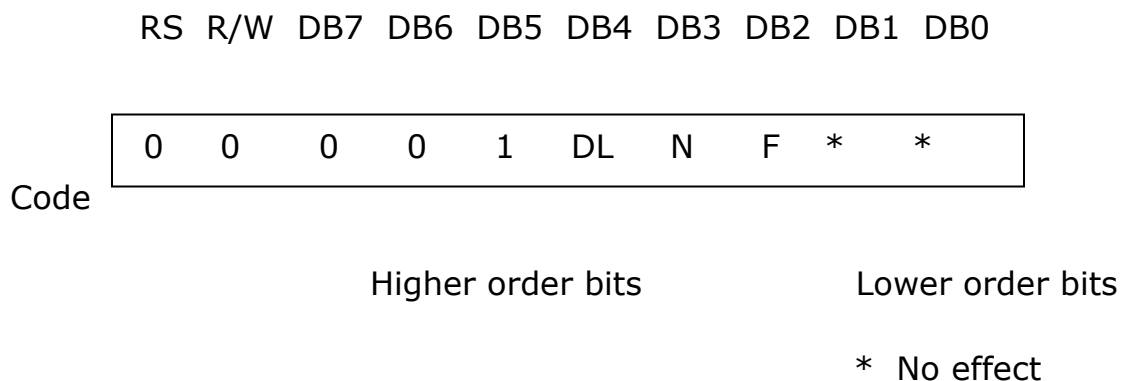 RS R/W DB7 DB6 DB5 DB4 DB3 DB2 DB1 DB0
0 0 0 0 1 DL N F * *
Code
Higher order bits Lower order bits
* No effect